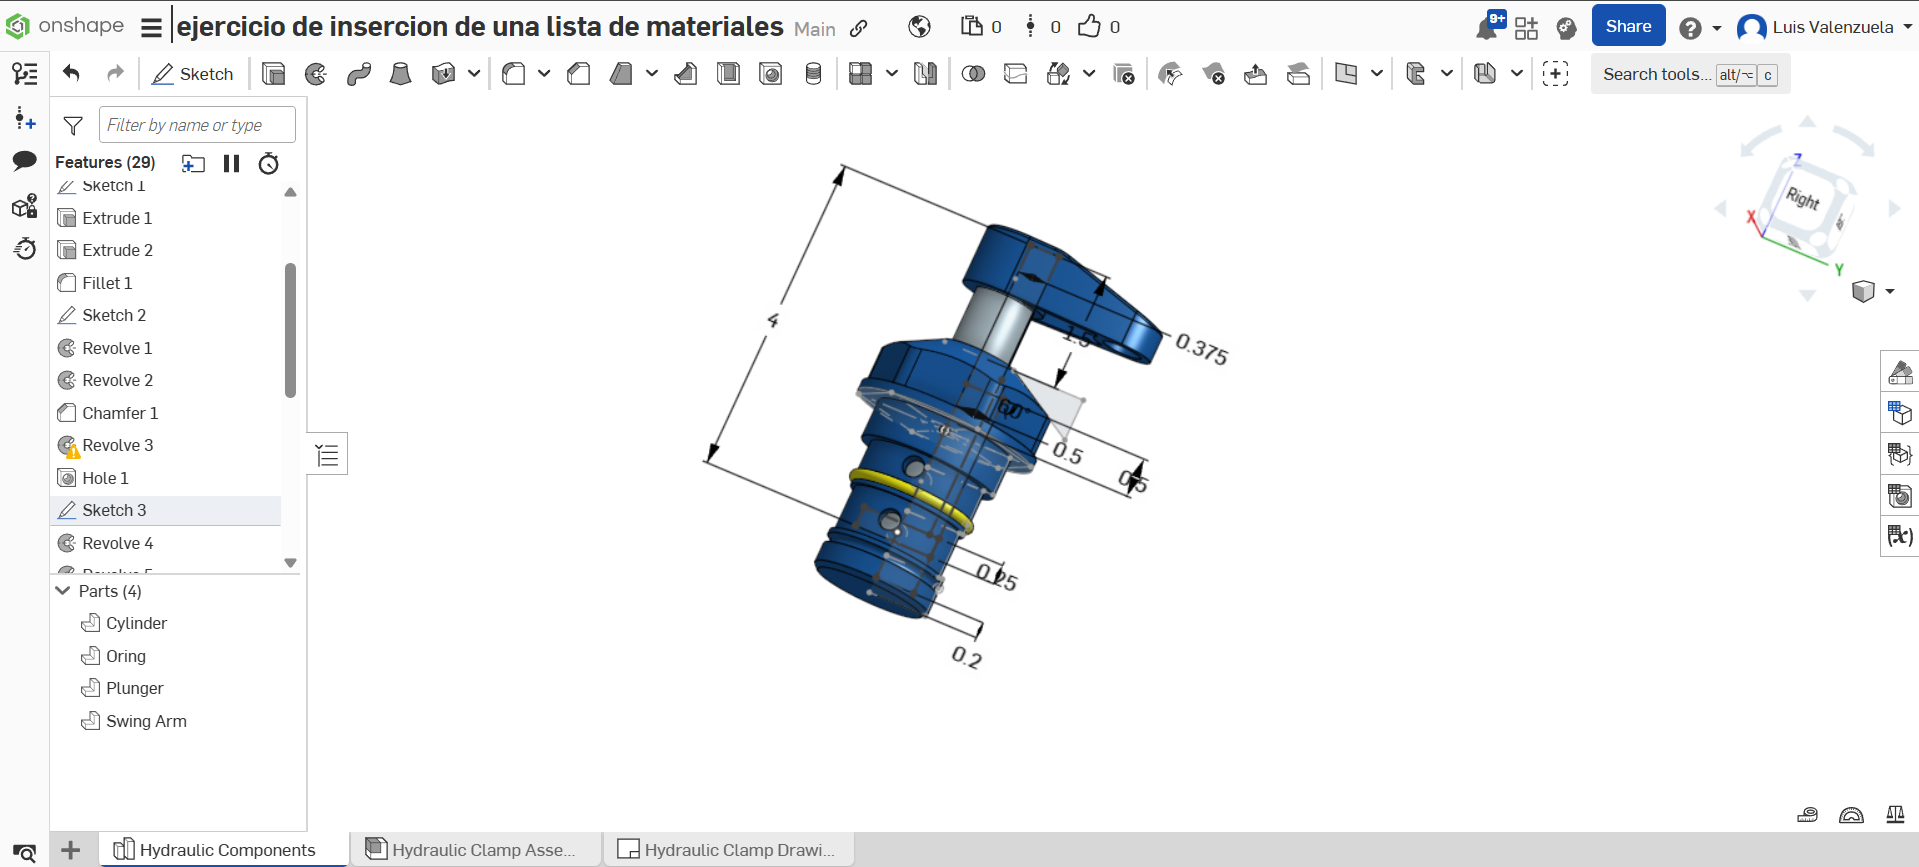 onshape
ejercicio de insercion de una lista de materiales Main
0
0
0
9+
Share
Luis Valenzuela
Sketch
Search tools... alt/⌥ c
Filter by name or type
Features (29)
Sketch 1
Extrude 1
Extrude 2
Fillet 1
Sketch 2
Revolve 1
Revolve 2
Chamfer 1
Revolve 3
Hole 1
Sketch 3
Revolve 4
Revolve 5
Parts (4)
Cylinder
Oring
Plunger
Swing Arm
4
1.5
0.375
60°
0.5
0.5
0.25
0.2
Z
Right
X
Y
Hydraulic Components
Hydraulic Clamp Asse...
Hydraulic Clamp Drawi...